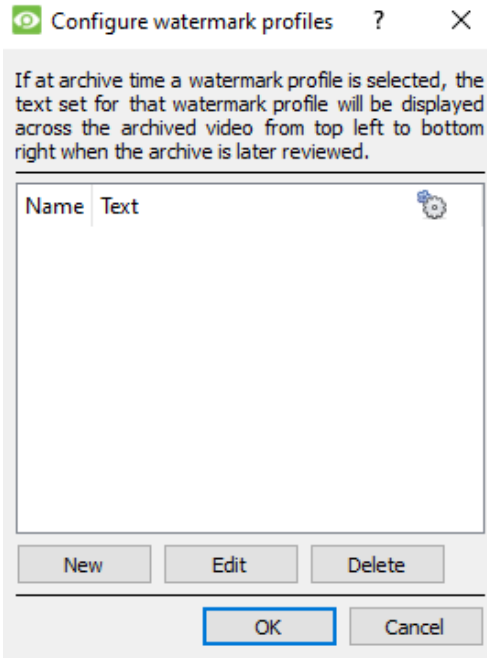 Configure watermark profiles ? ×
If at archive time a watermark profile is selected, the
text set for that watermark profile will be displayed
across the archived video from top left to bottom
right when the archive is later reviewed.
Name Text
New Edit Delete
OK Cancel